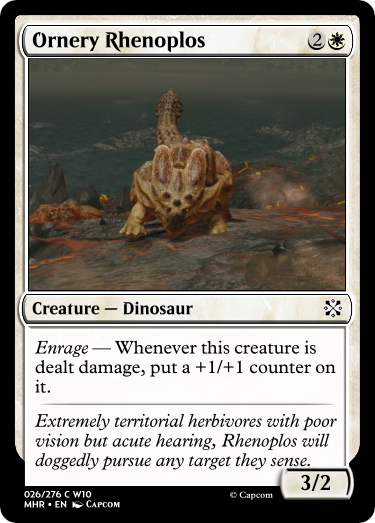 Ornery Rhenoplos
2
Creature — Dinosaur
Enrage — Whenever this creature is
dealt damage, put a +1/+1 counter on
it.
Extremely territorial herbivores with poor
vision but acute hearing, Rhenoplos will
doggedly pursue any target they sense.
3/2
026/276 C W10
MHR • EN Capcom
© Capcom